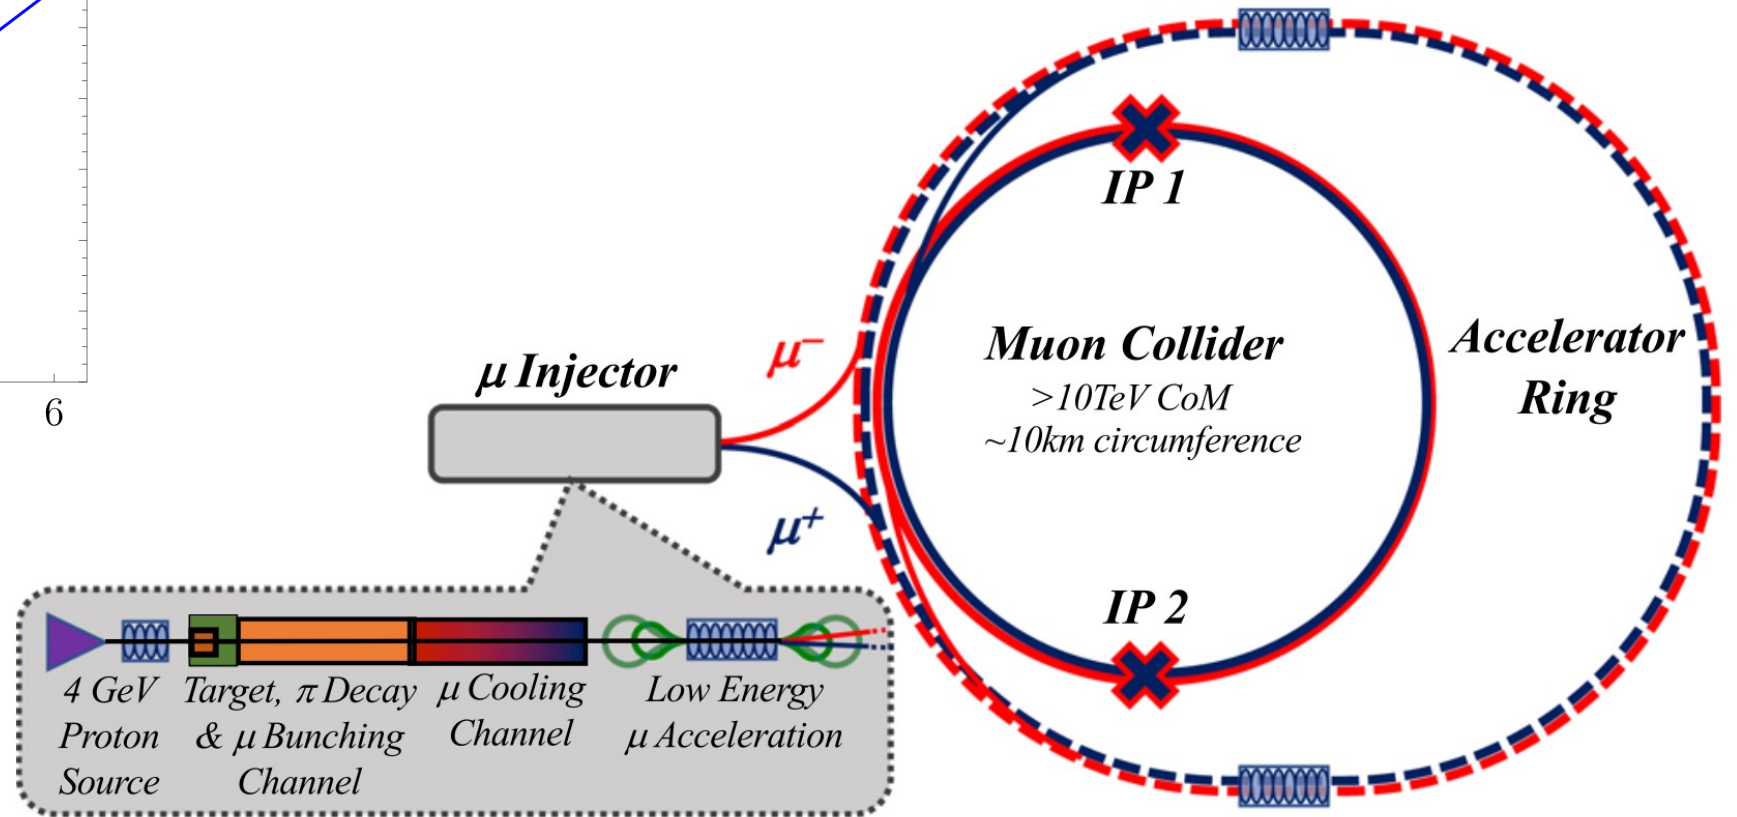 6
IP 1
Muon Collider
>10TeV CoM
~10km circumference
Accelerator
Ring
μ⁻
μ Injector
μ⁺
IP 2
4 GeV
Proton
Source
Target, π Decay
& μ Bunching
Channel
μ Cooling
Channel
Low Energy
μ Acceleration